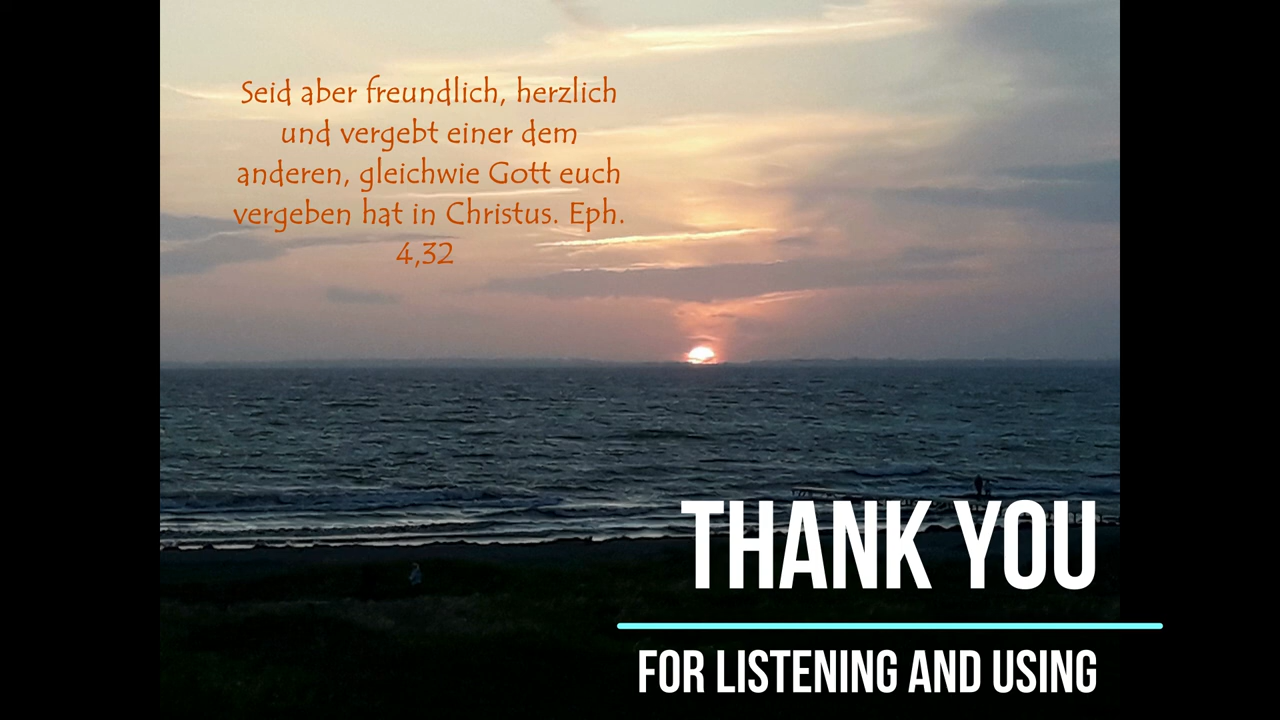 Seid aber freundlich, herzlich
und vergebt einer dem
anderen, gleichwie Gott euch
vergeben hat in Christus. Eph.
4,32
THANK YOU
FOR LISTENING AND USING